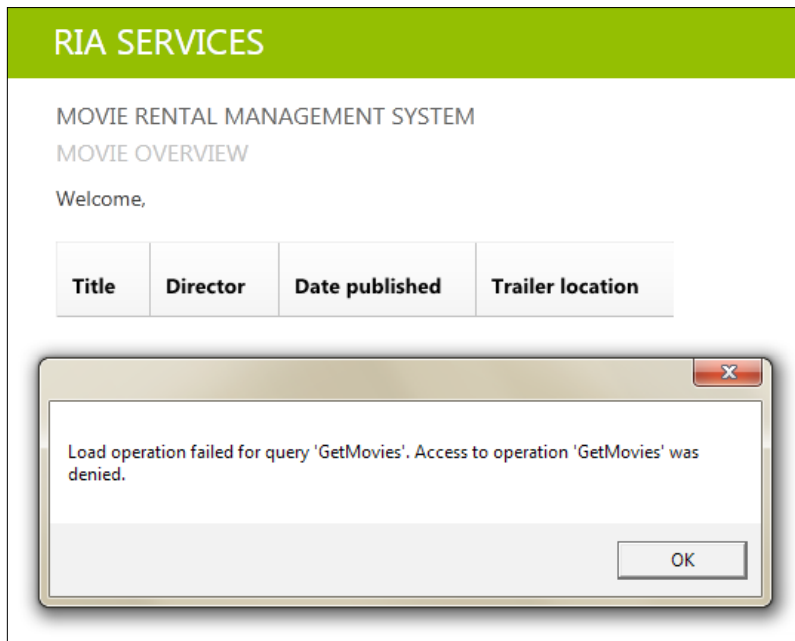 RIA SERVICES
MOVIE RENTAL MANAGEMENT SYSTEM
MOVIE OVERVIEW
Welcome,
Title Director Date published Trailer location
Load operation failed for query 'GetMovies'. Access to operation 'GetMovies' was
denied.
OK